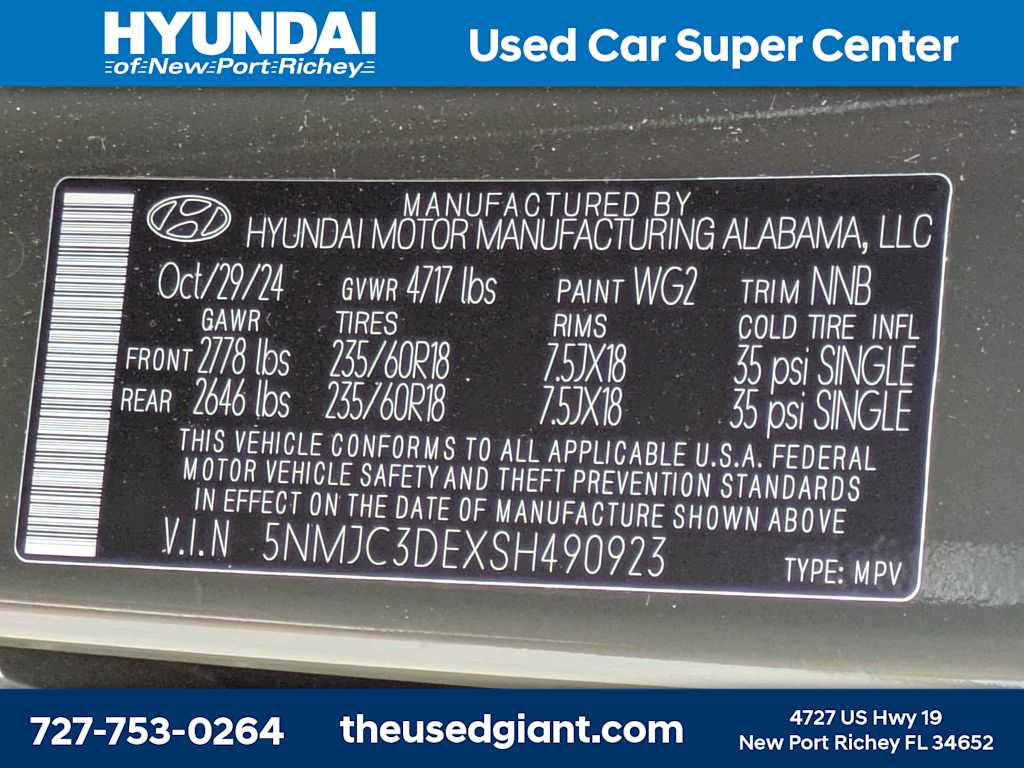 HYUNDAI
of New Port Richey
Used Car Super Center
MANUFACTURED BY
HYUNDAI MOTOR MANUFACTURING ALABAMA, LLC
Oct/29/24 GVWR 4717 lbs PAINT WG2 TRIM NNB
GAWR TIRES RIMS COLD TIRE INFL
FRONT 2778 lbs 235/60R18 7.5JX18 35 psi SINGLE
REAR 2646 lbs 235/60R18 7.5JX18 35 psi SINGLE
THIS VEHICLE CONFORMS TO ALL APPLICABLE U.S.A. FEDERAL
MOTOR VEHICLE SAFETY AND THEFT PREVENTION STANDARDS
IN EFFECT ON THE DATE OF MANUFACTURE SHOWN ABOVE
V.I.N 5NMJC3DEXSH490923
TYPE: MPV
727-753-0264
theusedgiant.com
4727 US Hwy 19
New Port Richey FL 34652